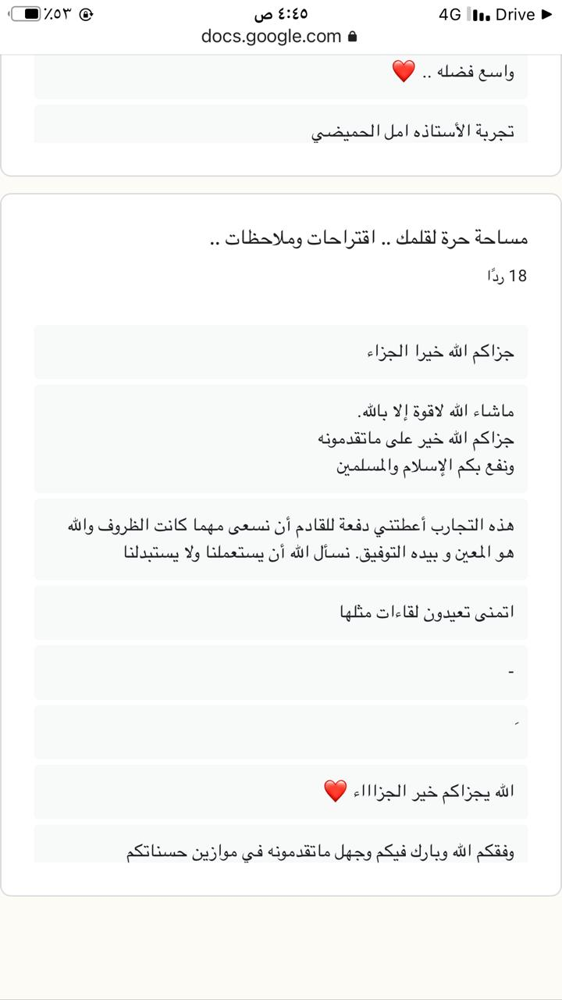 ٪٥٣ ٤:٤٥ ص 4G Drive
docs.google.com
واسع فضله .. ❤️
تجربة الأستاذه امل الحميضي
مساحة حرة لقلمك .. اقتراحات وملاحظات ..
18 ردًا
جزاكم الله خيرا الجزاء
ماشاء الله لاقوة إلا بالله.
جزاكم الله خير على ماتقدمونه
ونفع بكم الإسلام والمسلمين
هذه التجارب أعطتني دفعة للقادم أن نسعى مهما كانت الظروف والله
هو المعين و بيده التوفيق. نسأل الله أن يستعملنا ولا يستبدلنا
اتمنى تعيدون لقاءات مثلها
-
َ
الله يجزاكم خير الجزاااء ❤️
وفقكم الله وبارك فيكم وجهل ماتقدمونه في موازين حسناتكم